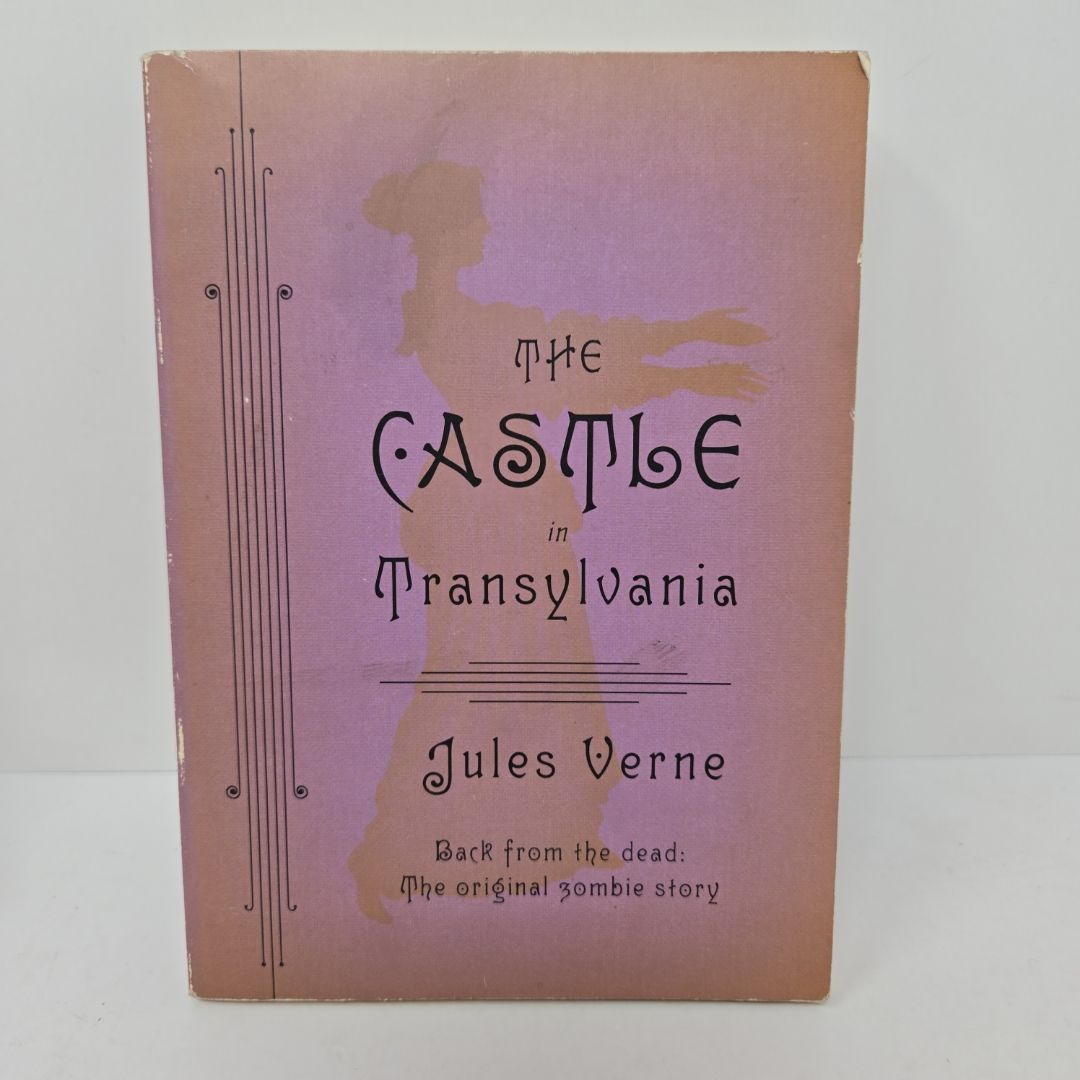 THE
CASTLE
in
Transylvania
Jules Verne
Back from the dead:
The original zombie story